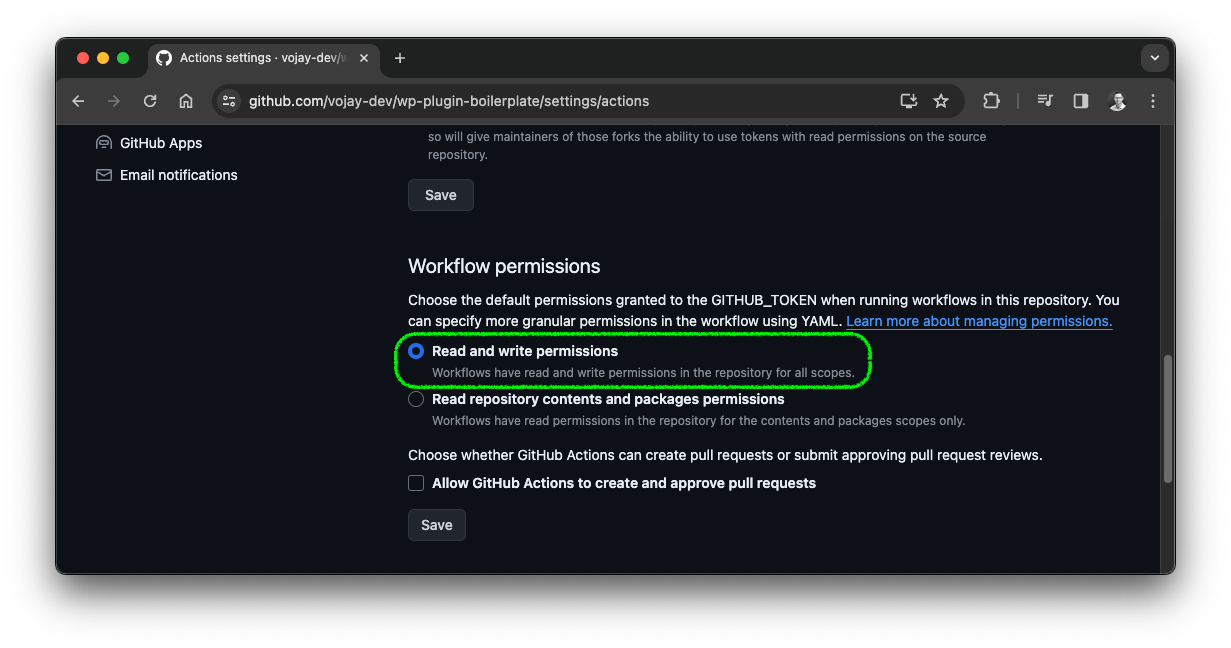 Actions settings · vojay-dev/w
github.com/vojay-dev/wp-plugin-boilerplate/settings/actions
GitHub Apps
Email notifications
so will give maintainers of those forks the ability to use tokens with read permissions on the source
repository.
Save
Workflow permissions
Choose the default permissions granted to the GITHUB_TOKEN when running workflows in this repository. You
can specify more granular permissions in the workflow using YAML. Learn more about managing permissions.
Read and write permissions
Workflows have read and write permissions in the repository for all scopes.
Read repository contents and packages permissions
Workflows have read permissions in the repository for the contents and packages scopes only.
Choose whether GitHub Actions can create pull requests or submit approving pull request reviews.
Allow GitHub Actions to create and approve pull requests
Save